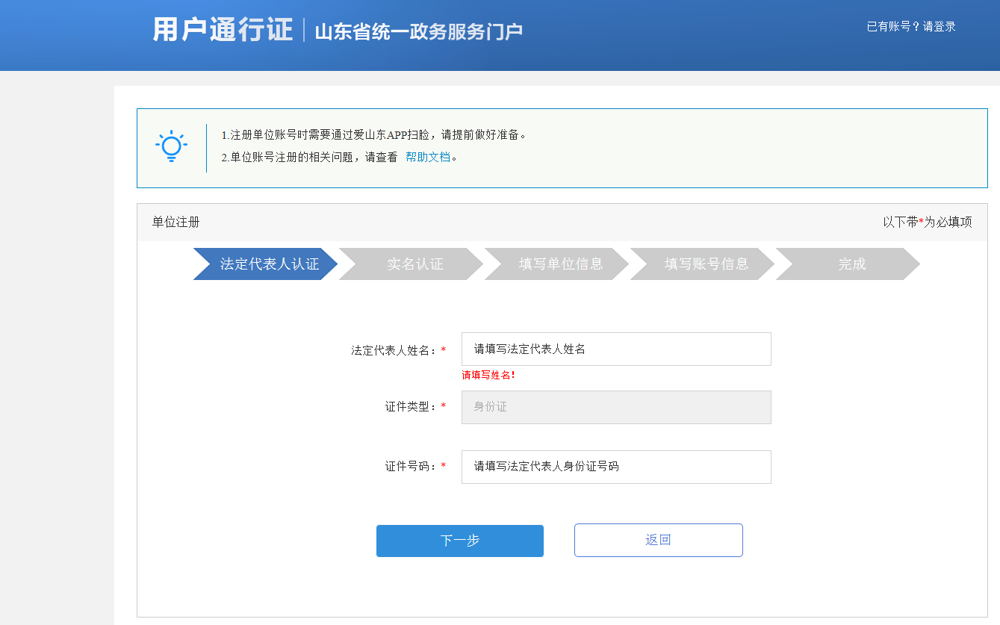 用户通行证 山东省统一政务服务门户
已有账号？请登录
1.注册单位账号时需要通过爱山东APP扫脸，请提前做好准备。
2.单位账号注册的相关问题，请查看 帮助文档。
单位注册
以下带*为必填项
法定代表人认证 实名认证 填写单位信息 填写账号信息 完成
法定代表人姓名：* 请填写法定代表人姓名
请填写姓名！
证件类型：* 身份证
证件号码：* 请填写法定代表人身份证号码
下一步 返回